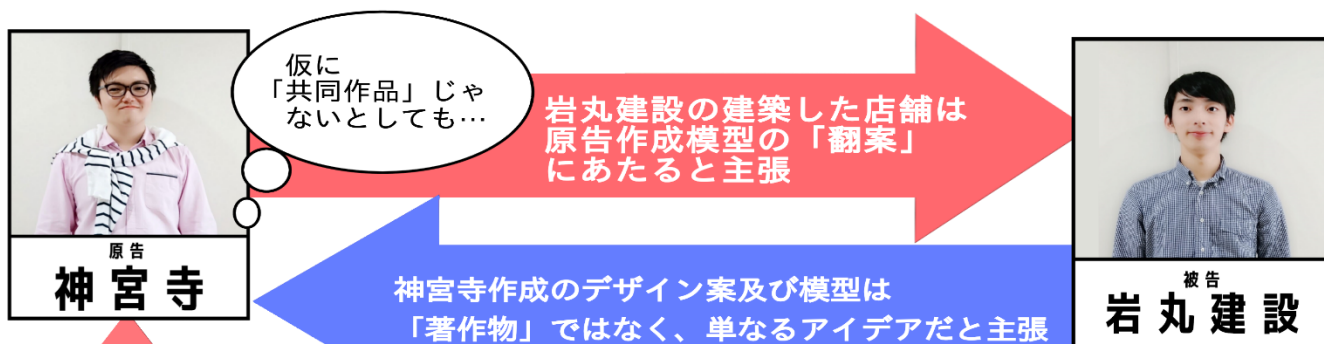 仮に
「共同作品」じゃ
ないとしても…
岩丸建設の建築した店舗は
原告作成模型の「翻案」
にあたると主張
原告
神宮寺
神宮寺作成のデザイン案及び模型は
「著作物」ではなく、単なるアイデアだと主張
被告
岩丸建設